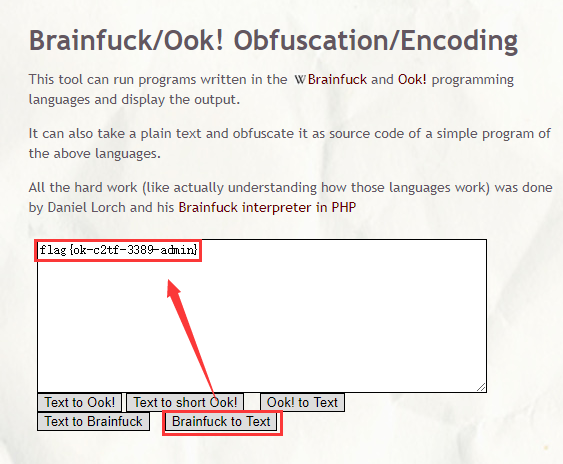 Brainfuck/Ook! Obfuscation/Encoding
This tool can run programs written in the W Brainfuck and Ook! programming
languages and display the output.
It can also take a plain text and obfuscate it as source code of a simple program of
the above languages.
All the hard work (like actually understanding how those languages work) was done
by Daniel Lorch and his Brainfuck interpreter in PHP
flag{ok-c2tf-3389-admin}
Text to Ook! Text to short Ook! Ook! to Text
Text to Brainfuck Brainfuck to Text